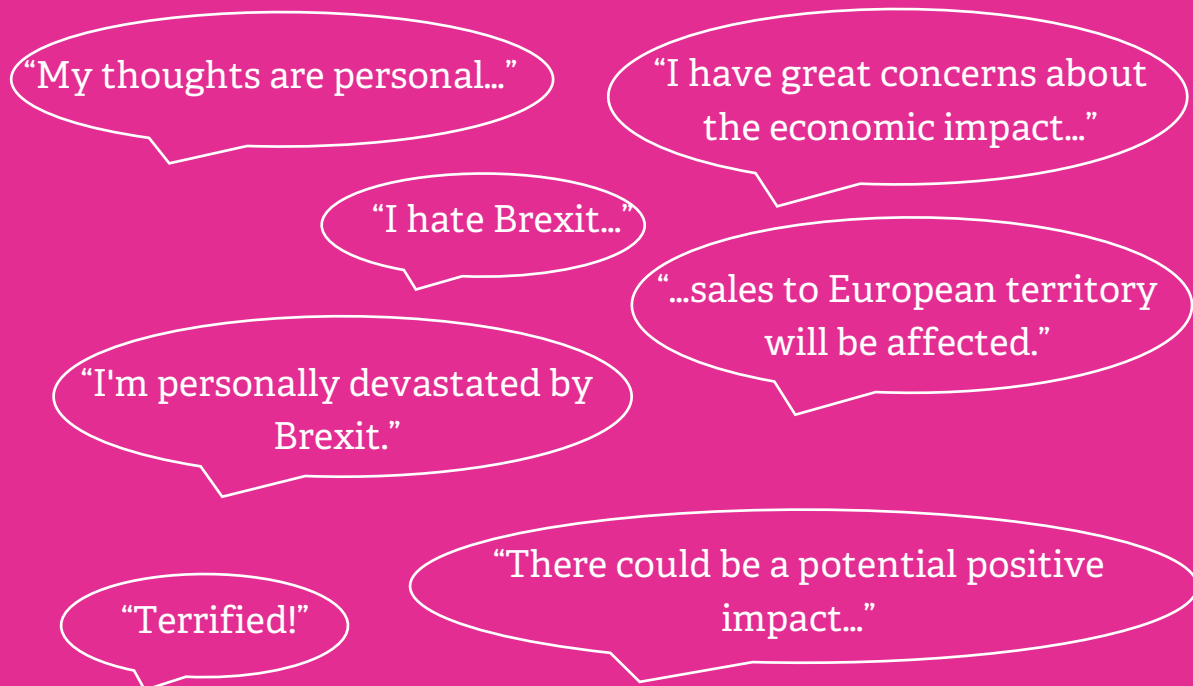 “My thoughts are personal...”
“I have great concerns about
the economic impact...”
“I hate Brexit...”
“...sales to European territory
will be affected.”
“I'm personally devastated by
Brexit.”
“There could be a potential positive
impact...”
“Terrified!”